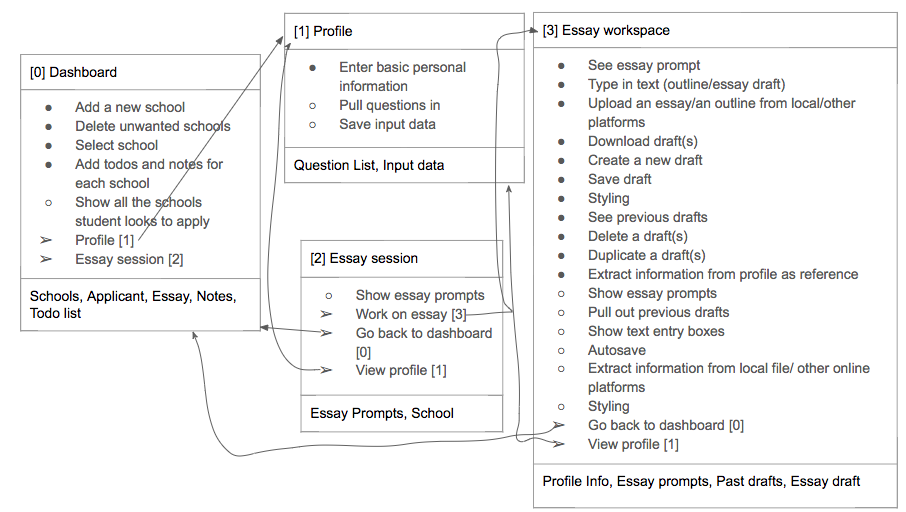 [0] Dashboard
Add a new school
Delete unwanted schools
Select school
Add todos and notes for
each school
Show all the schools
student looks to apply
Profile [1]
Essay session [2]
Schools, Applicant, Essay, Notes,
Todo list
[1] Profile
Enter basic personal
information
Pull questions in
Save input data
Question List, Input data
[2] Essay session
Show essay prompts
Work on essay [3]
Go back to dashboard
[0]
View profile [1]
Essay Prompts, School
[3] Essay workspace
See essay prompt
Type in text (outline/essay draft)
Upload an essay/an outline from local/other
platforms
Download draft(s)
Create a new draft
Save draft
Styling
See previous drafts
Delete a draft(s)
Duplicate a draft(s)
Extract information from profile as reference
Show essay prompts
Pull out previous drafts
Show text entry boxes
Autosave
Extract information from local file/ other online
platforms
Styling
Go back to dashboard [0]
View profile [1]
Profile Info, Essay prompts, Past drafts, Essay draft